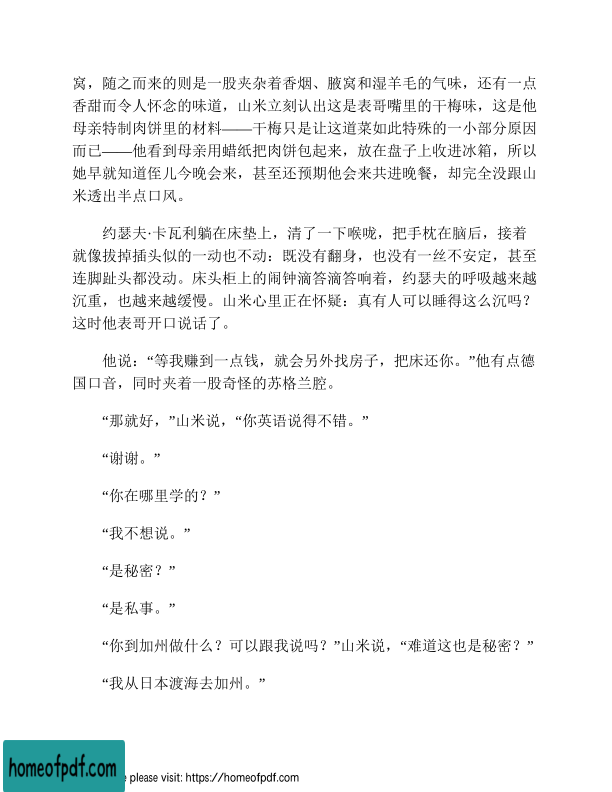 窝，随之而来的则是一股夹杂着香烟、腋窝和湿羊毛的气味，还有一点
香甜而令人怀念的味道，山米立刻认出这是表哥嘴里的干梅味，这是他
母亲特制肉饼里的材料——干梅只是让这道菜如此特殊的一小部分原因
而已——他看到母亲用蜡纸把肉饼包起来，放在盘子上收进冰箱，所以
她早就知道侄儿今晚会来，甚至还预期他会来共进晚餐，却完全没跟山
米透出半点口风。
约瑟夫·卡瓦利躺在床垫上，清了一下喉咙，把手枕在脑后，接着
就像拔掉插头似的一动也不动：既没有翻身，也没有一丝不安定，甚至
连脚趾头都没动。床头柜上的闹钟滴答滴答响着，约瑟夫的呼吸越来越
沉重，也越来越缓慢。山米心里正在怀疑：真有人可以睡得这么沉吗？
这时他表哥开口说话了。
他说：“等我赚到一点钱，就会另外找房子，把床还你。”他有点德
国口音，同时夹着一股奇怪的苏格兰腔。
“那就好，”山米说，“你英语说得不错。”
“谢谢。”
“你在哪里学的？”
“我不想说。”
“是秘密？”
“是私事。”
“你到加州做什么？可以跟我说吗？”山米说，“难道这也是秘密？”
“我从日本渡海去加州。”
homeofpdf.com
e please visit: https://homeofpdf.com